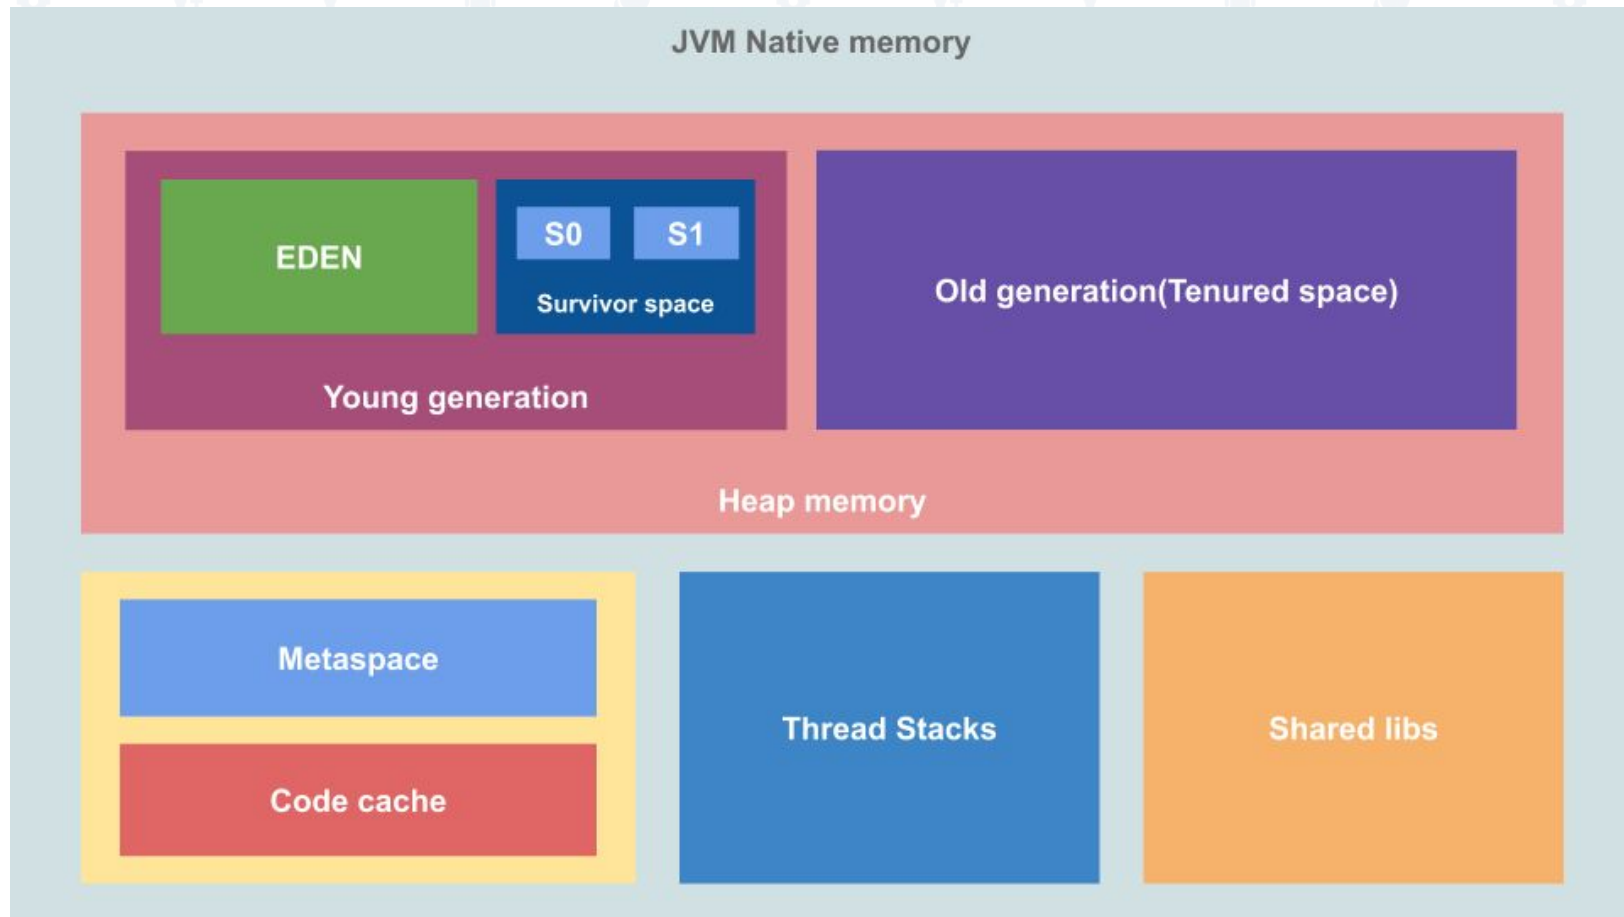 JVM Native memory
EDEN
S0
S1
Survivor space
Young generation
Old generation(Tenured space)
Heap memory
Metaspace
Code cache
Thread Stacks
Shared libs